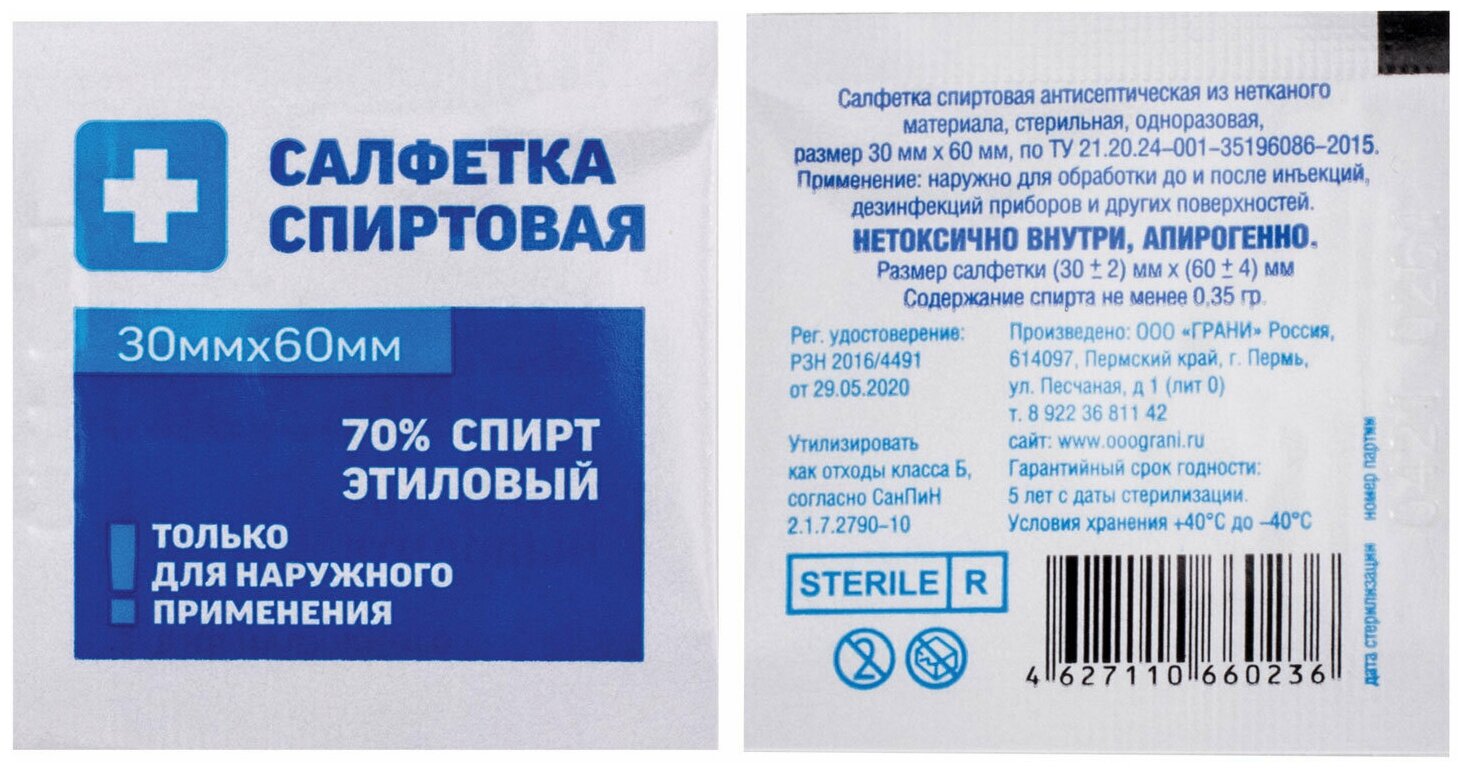 САЛФЕТКА
СПИРТОВАЯ
30ммx60мм
70% СПИРТ
ЭТИЛОВЫЙ
! ТОЛЬКО
ДЛЯ НАРУЖНОГО
ПРИМЕНЕНИЯ
Салфетка спиртовая антисептическая из нетканого
материала, стерильная, одноразовая,
размер 30 мм х 60 мм, по ТУ 21.20.24–001–35196086–2015.
Применение: наружно для обработки до и после инъекций,
дезинфекций приборов и других поверхностей.
НЕТОКСИЧНО ВНУТРИ, АПИРОГЕННО.
Размер салфетки (30 ± 2) мм х (60 ± 4) мм
Содержание спирта не менее 0,35 гр.
Рег. удостоверение:
РЗН 2016/4491
от 29.05.2020
Утилизировать
как отходы класса Б,
согласно СанПиН
2.1.7.2790–10
Произведено: ООО «ГРАНИ» Россия,
614097, Пермский край, г. Пермь,
ул. Песчаная, д 1 (лит 0)
т. 8 922 36 811 42
сайт: www.ooograni.ru
Гарантийный срок годности:
5 лет с даты стерилизации.
Условия хранения +40°С до –40°С
STERILE R
2
4 627110 660236
дата стерилизации
номер партии